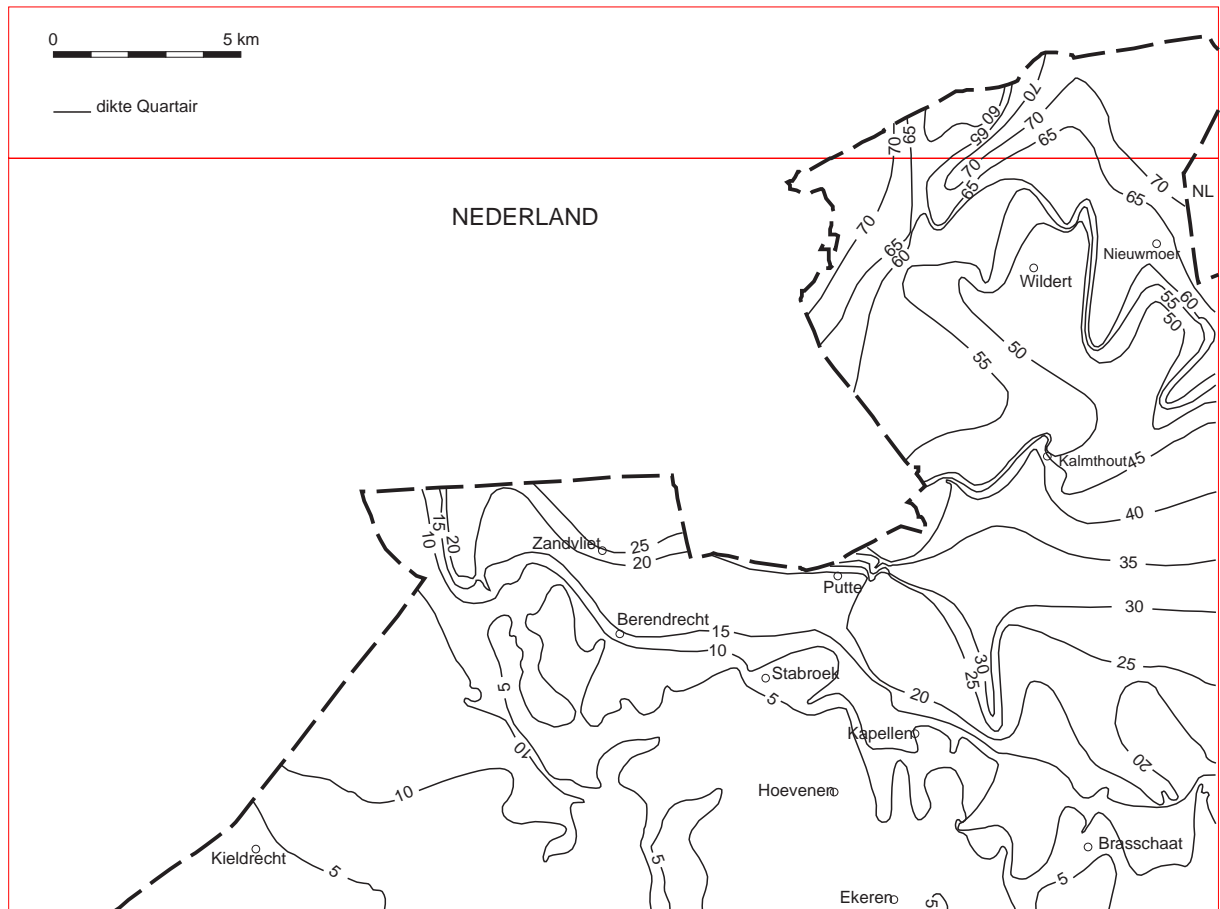 0 5 km
dikte Quartair
70
60
65
70
65
70
65
70
65
70
65
NL
NEDERLAND
70
65
60
Nieuwmoer
Wildert
60
55
50
50
55
Kalmthout
45
40
15
20
10
Zandvliet
25
20
35
Putte
30
Berendrecht
15
10
30
25
25
Stabroek
5
5
20
Kapellen
10
20
Hoevenen
10
Brasschaat
Kieldrecht
5
5
5
Ekeren
5